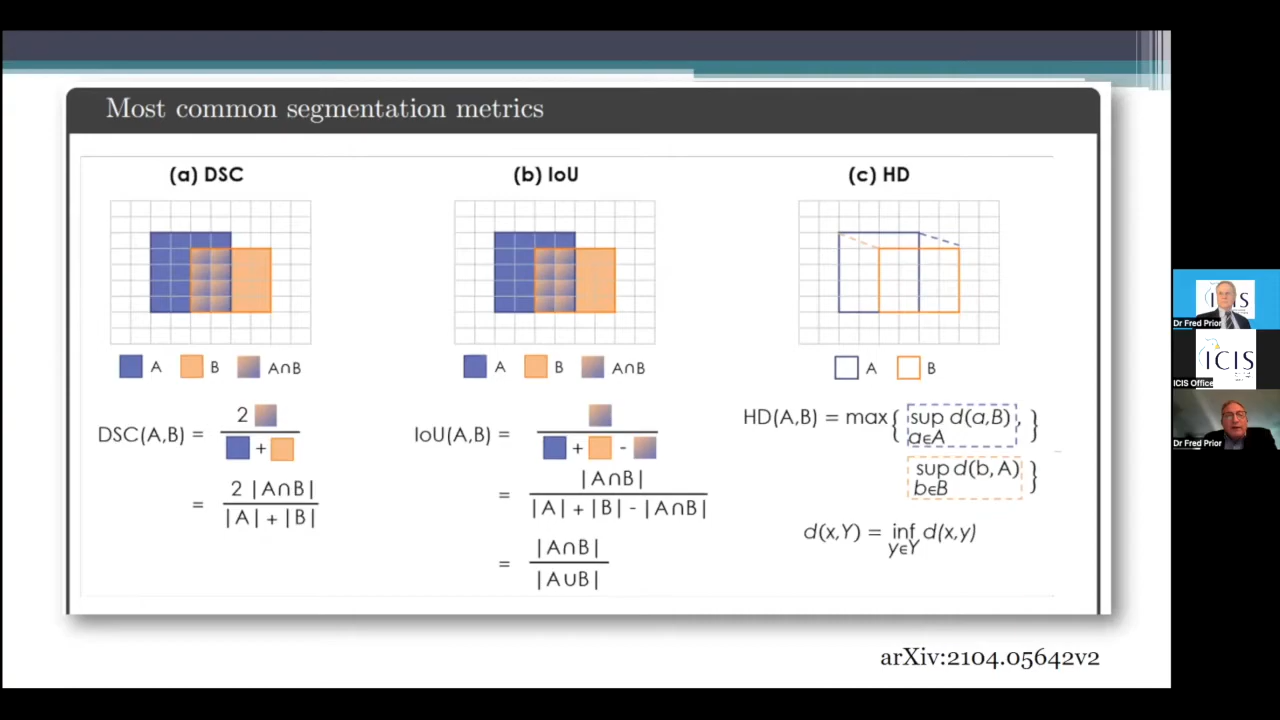 Most common segmentation metrics
(a) DSC
(b) IoU
(c) HD
A B A∩B
A B A∩B
A B
DSC(A,B) = 2 / +
= 2 |A∩B| / |A| + |B|
IoU(A,B) = / + -
= |A∩B| / |A| + |B| - |A∩B|
= |A∩B| / |A∪B|
HD(A,B) = max { sup d(a,B) , }
a∈A
sup d(b,A) }
b∈B
d(x,Y) = inf d(x,y)
y∈Y
arXiv:2104.05642v2
ICIS
Dr Fred Prior
ICIS
ICIS Office
Dr Fred Prior